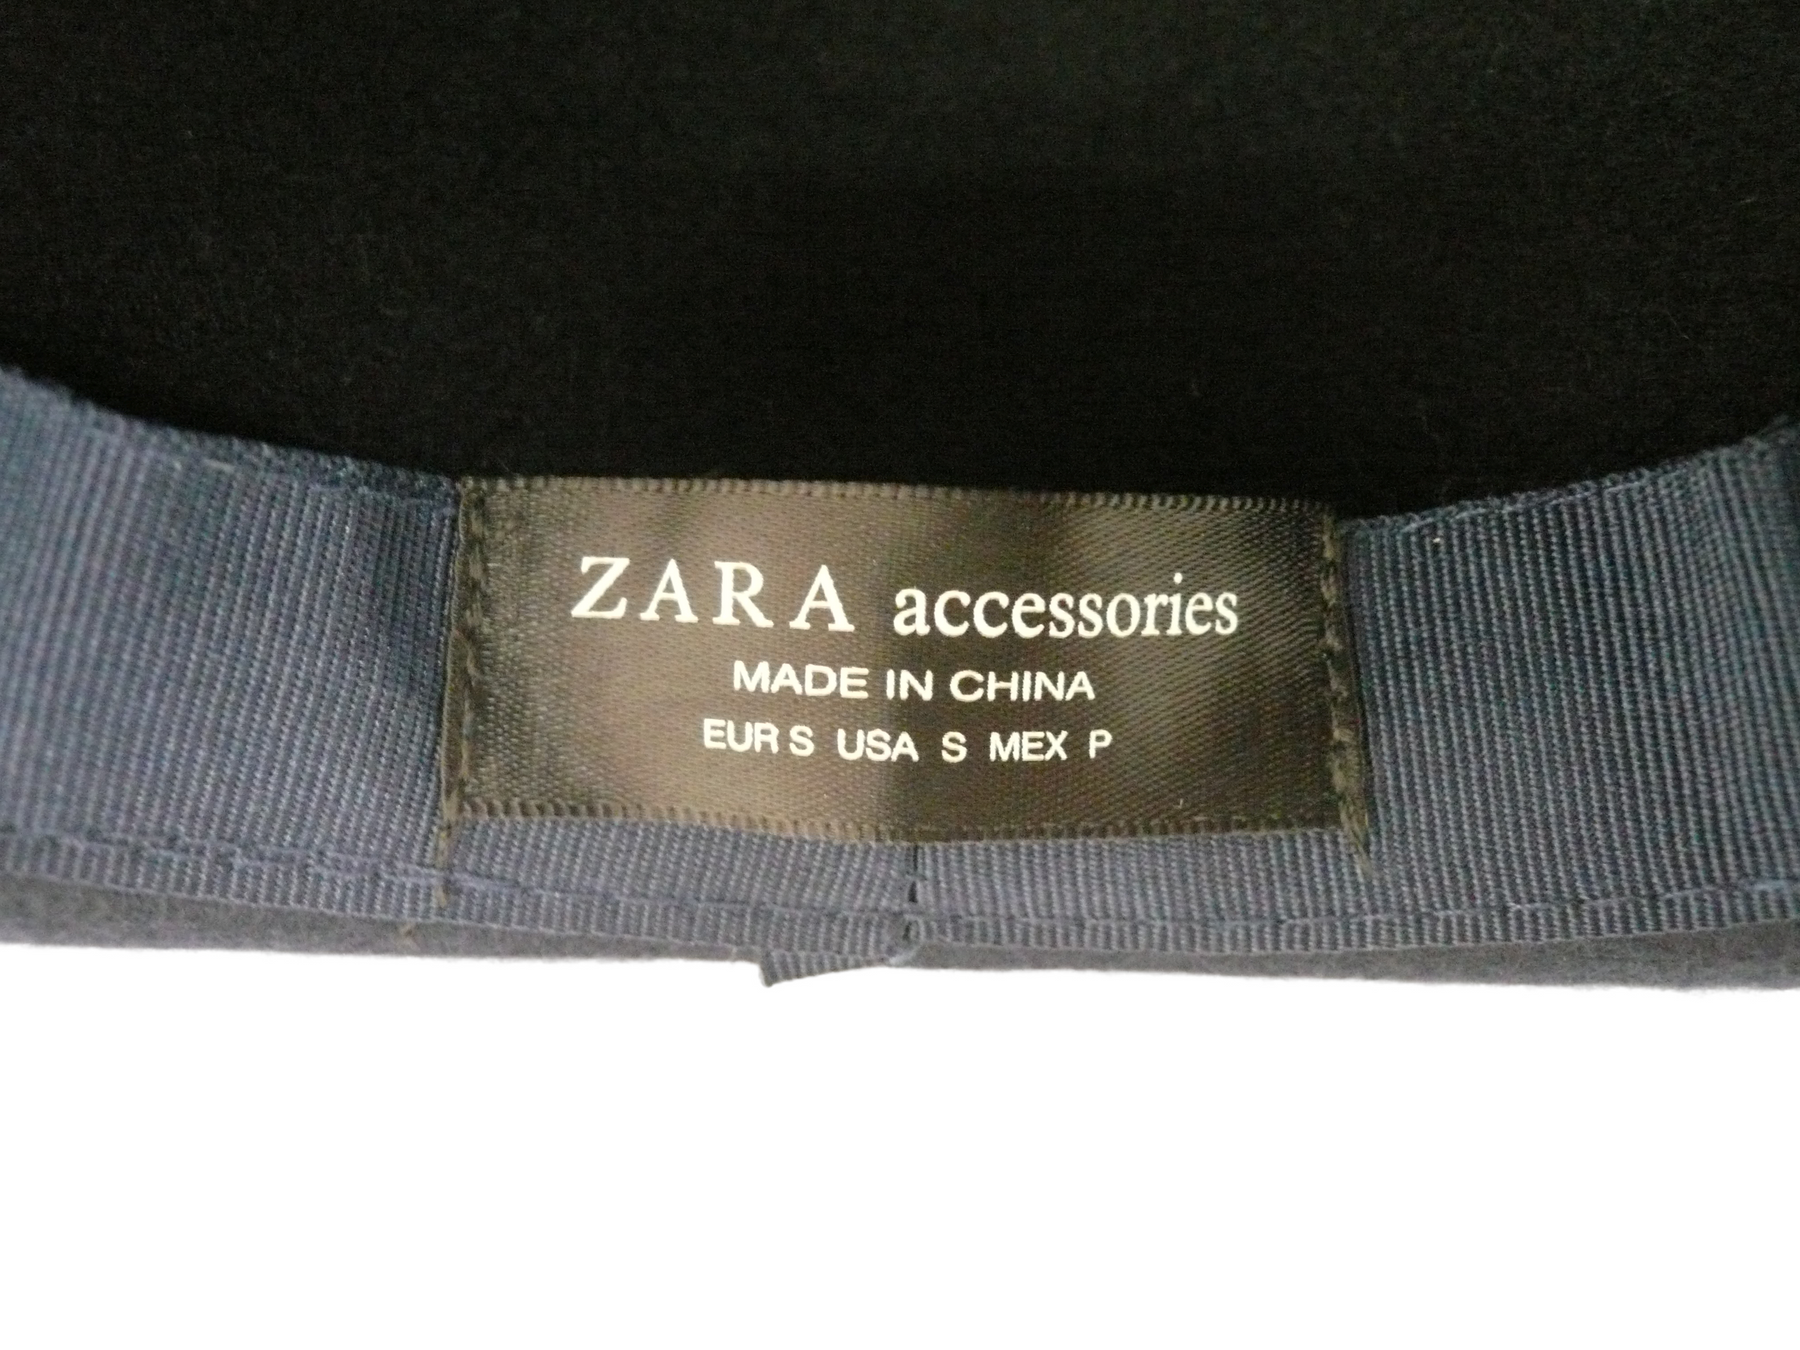 ZARA accessories
MADE IN CHINA
EUR S USA S MEX P